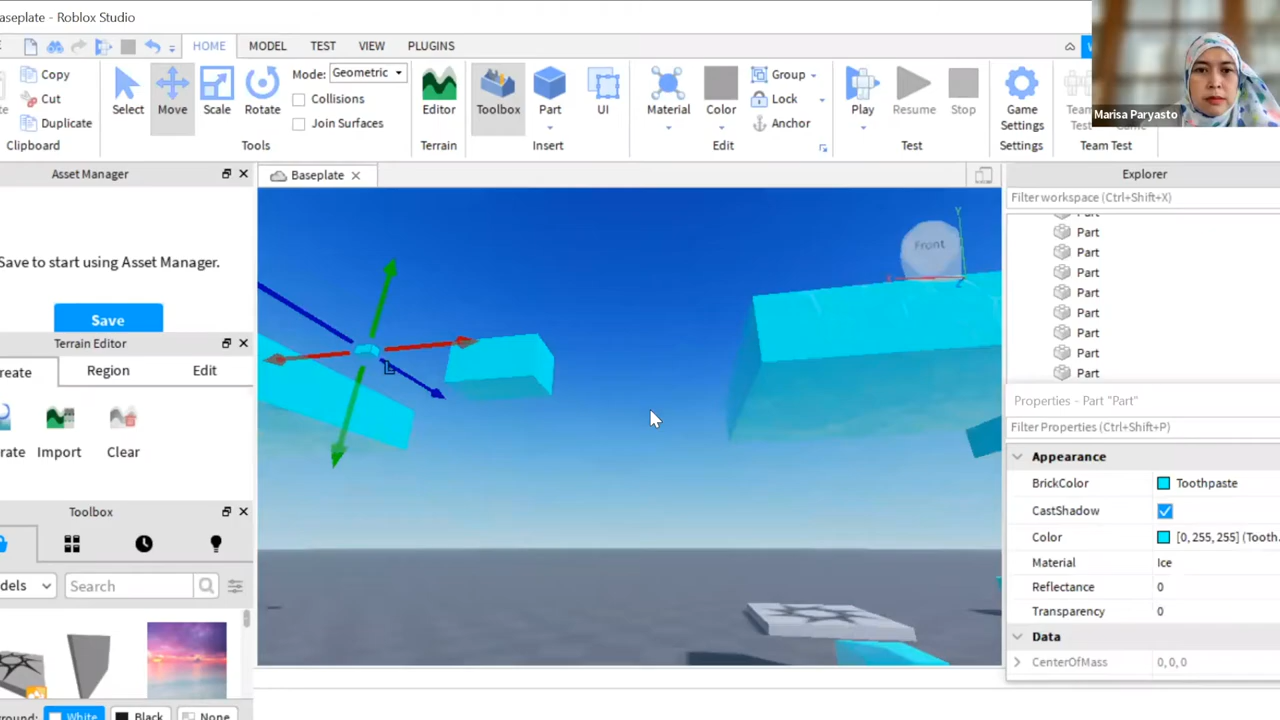 aseplate - Roblox Studio
HOME MODEL TEST VIEW PLUGINS
Copy
Cut
Duplicate
Clipboard
Select
Move
Scale
Rotate
Mode: Geometric
Collisions
Join Surfaces
Tools
Editor
Terrain
Toolbox
Part
UI
Insert
Material
Color
Group
Lock
Anchor
Edit
Play
Resume
Stop
Test
Game
Settings
Settings
Team Test
Marisa Paryasto
Asset Manager
Save to start using Asset Manager.
Save
Terrain Editor
reate Region Edit
rate Import Clear
Toolbox
dels Search
ground: White Black None
Baseplate
Front
Y
Explorer
Filter workspace (Ctrl+Shift+X)
Part
Part
Part
Part
Part
Part
Part
Part
Part
Properties - Part "Part"
Filter Properties (Ctrl+Shift+P)
Appearance
BrickColor Toothpaste
CastShadow
Color [0, 255, 255] (Tooth...
Material Ice
Reflectance 0
Transparency 0
Data
CenterOfMass 0, 0, 0